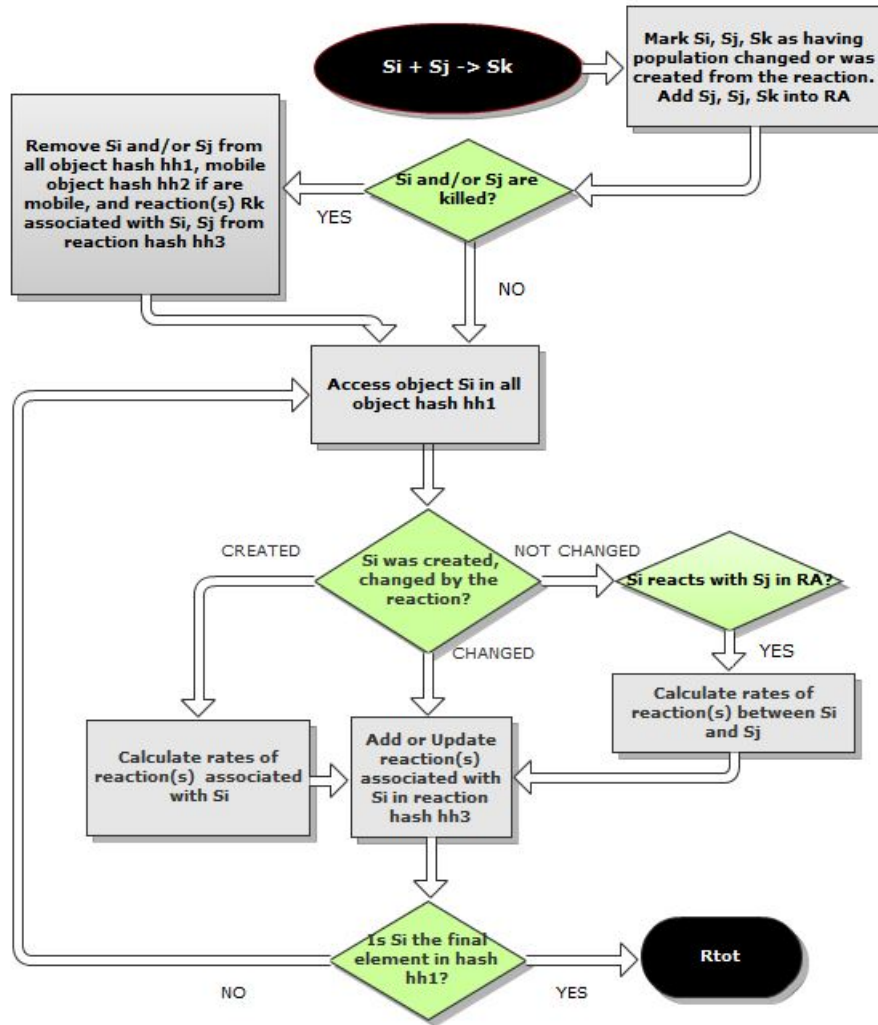 Si + Sj -> Sk
Mark Si, Sj, Sk as having
population changed or was
created from the reaction.
Add Sj, Sj, Sk into RA
Remove Si and/or Sj from
all object hash hh1, mobile
object hash hh2 if are
mobile, and reaction(s) Rk
associated with Si, Sj from
reaction hash hh3
Si and/or Sj are
killed?
YES
NO
Access object Si in all
object hash hh1
CREATED
Si was created,
changed by the
reaction?
NOT CHANGED
Si reacts with Sj in RA?
CHANGED
YES
Calculate rates of
reaction(s) between Si
and Sj
Calculate rates of
reaction(s) associated
with Si
Add or Update
reaction(s)
associated with
Si in reaction
hash hh3
Is Si the final
element in hash
hh1?
NO
YES
Rtot